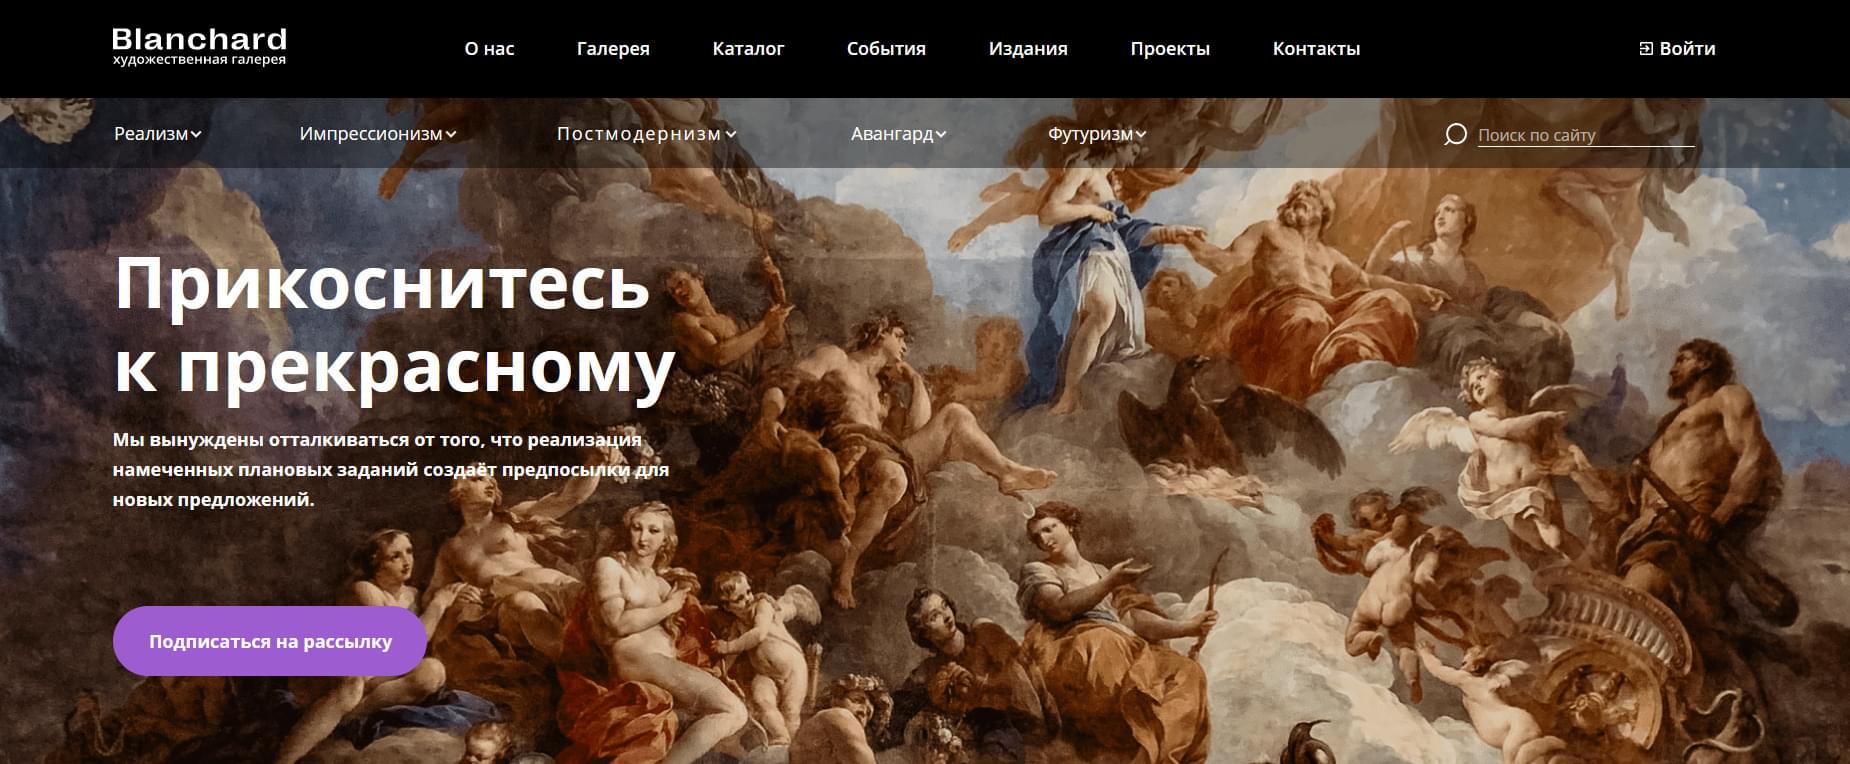 Blanchard
художественная галерея
О нас Галерея Каталог События Издания Проекты Контакты
Войти
Реализм Импрессионизм Постмодернизм Авангард Футуризм
Поиск по сайту
Прикоснитесь
к прекрасному
Мы вынуждены отталкиваться от того, что реализация
намеченных плановых заданий создаёт предпосылки для
новых предложений.
Подписаться на рассылку